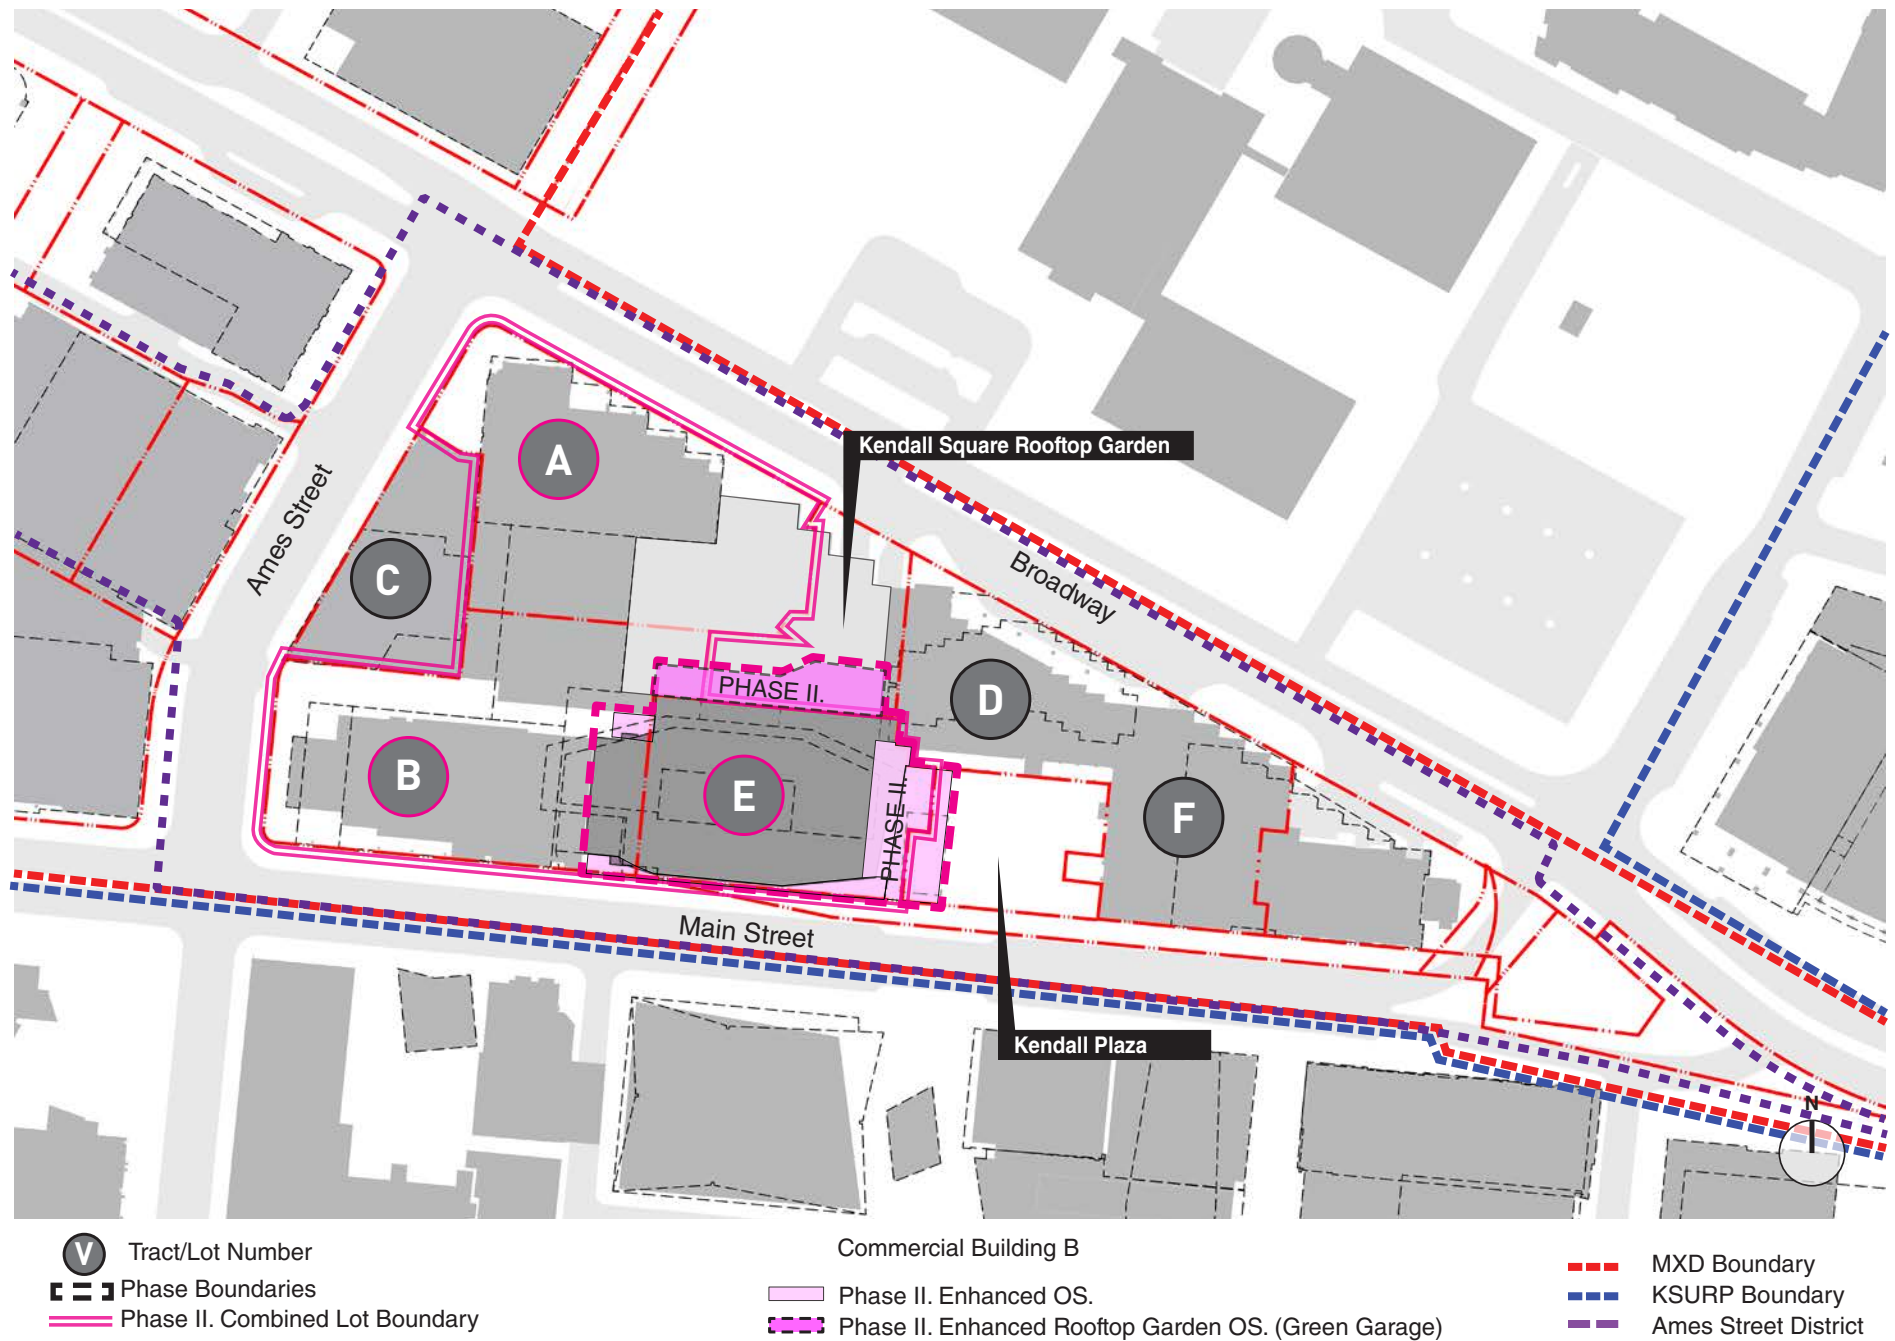 A
Kendall Square Rooftop Garden
Ames Street
C
Broadway
PHASE II.
D
B
E
PHASE II.
F
Main Street
Kendall Plaza
N
V Tract/Lot Number
Phase Boundaries
Phase II. Combined Lot Boundary
Commercial Building B
Phase II. Enhanced OS.
Phase II. Enhanced Rooftop Garden OS. (Green Garage)
MXD Boundary
KSURP Boundary
Ames Street District